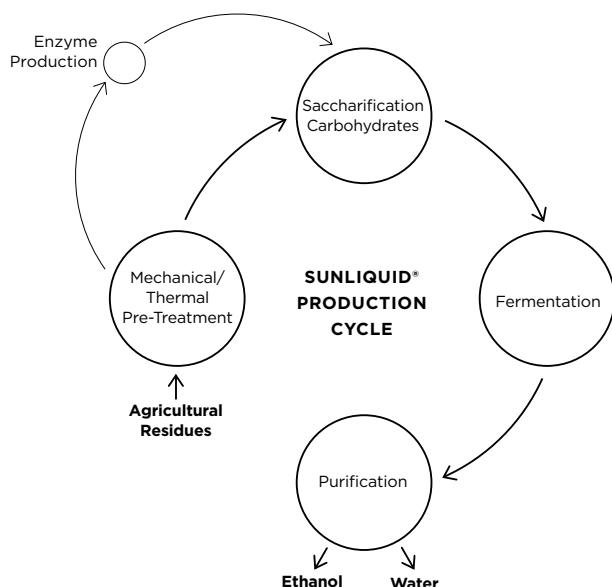 Enzyme
Production
Saccharification
Carbohydrates
Mechanical/
Thermal
Pre-Treatment
SUNLIQUID®
PRODUCTION
CYCLE
Fermentation
Agricultural
Residues
Purification
Ethanol
Water